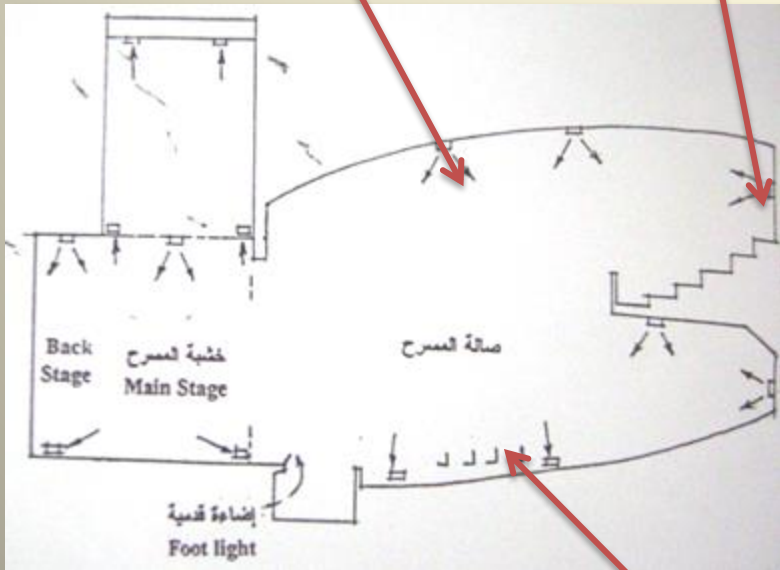 Back
Stage
خشبة المسرح
Main Stage
صالة المسرح
إضاءة قدمية
Foot light